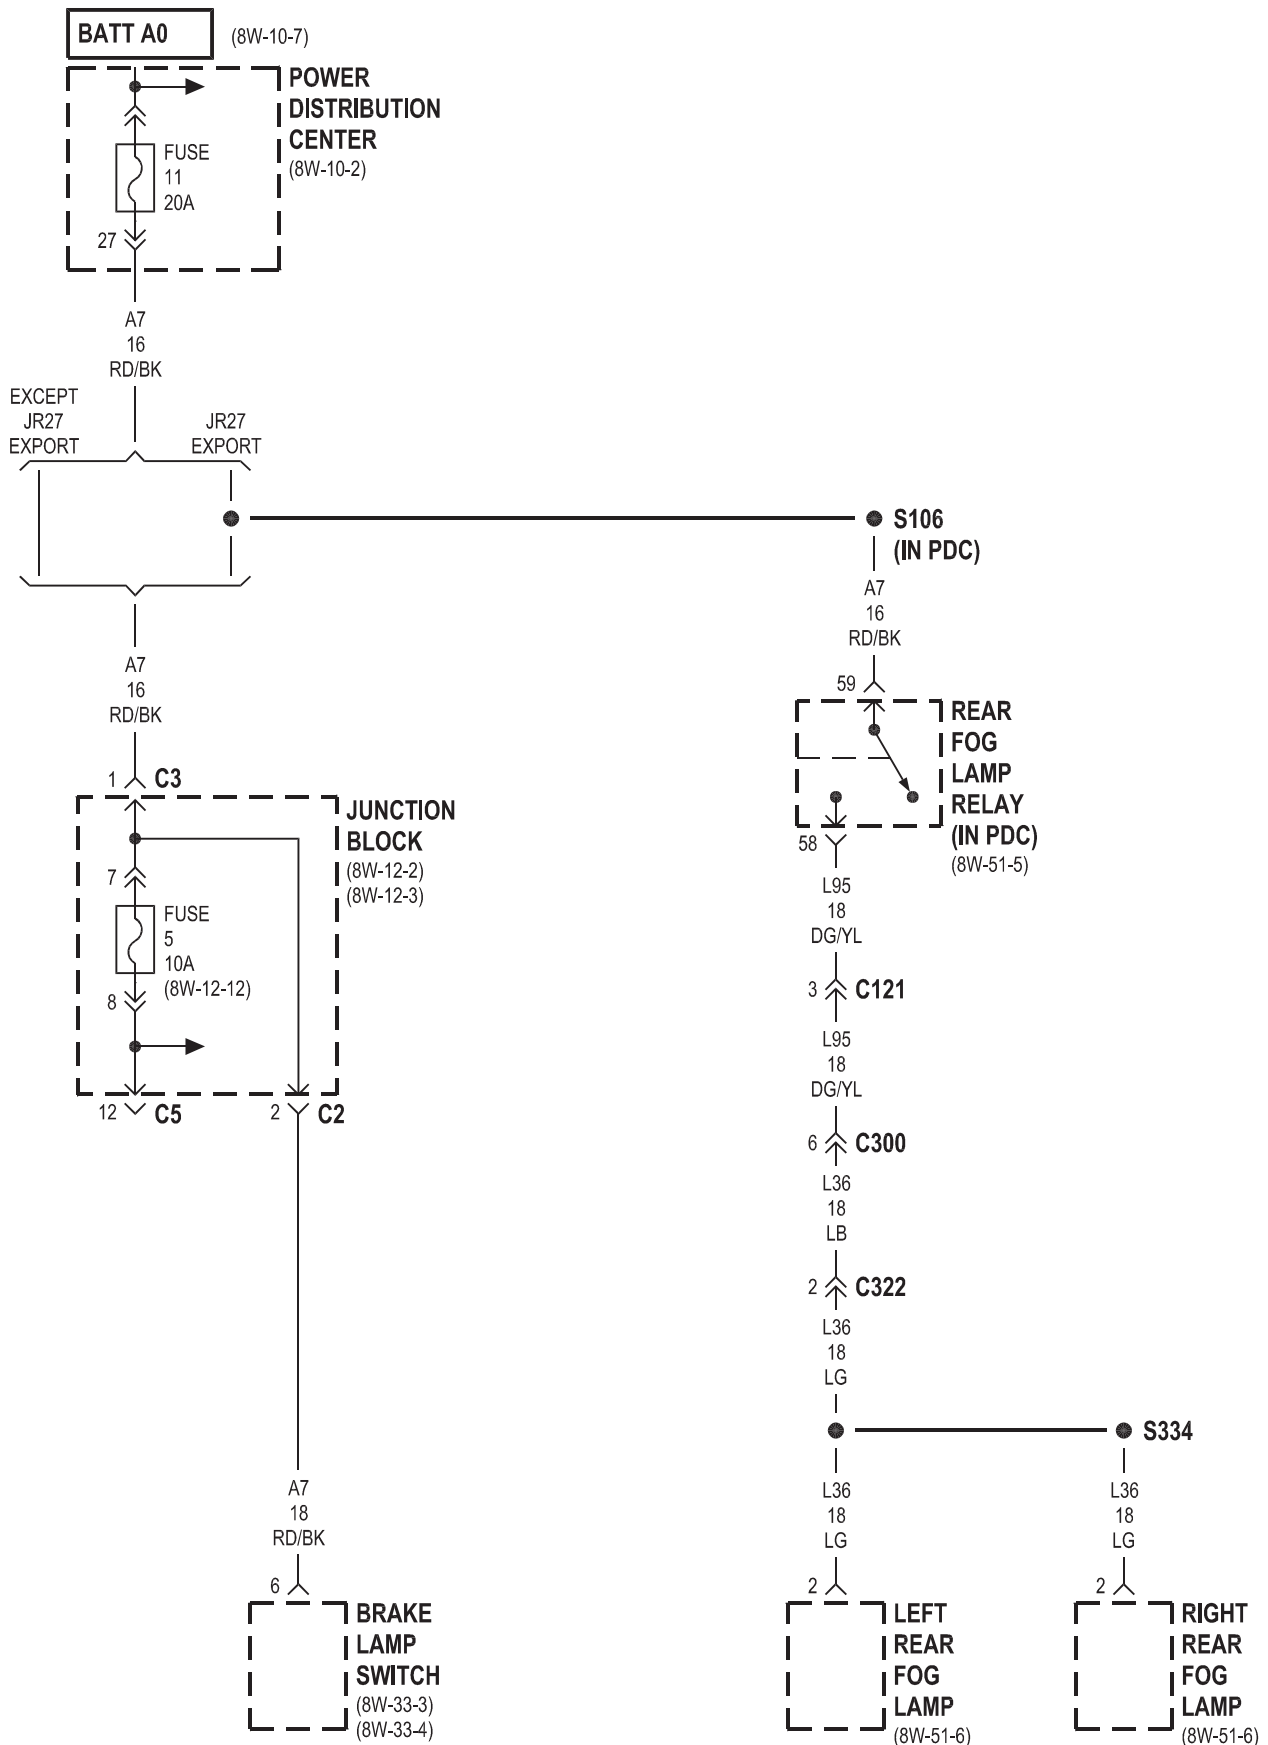 BATT A0
(8W-10-7)
POWER
DISTRIBUTION
CENTER
(8W-10-2)
FUSE
11
20A
27
A7
16
RD/BK
EXCEPT
JR27
EXPORT
JR27
EXPORT
S106
(IN PDC)
A7
16
RD/BK
59
REAR
FOG
LAMP
RELAY
(IN PDC)
(8W-51-5)
58
A7
16
RD/BK
1
C3
JUNCTION
BLOCK
(8W-12-2)
(8W-12-3)
7
FUSE
5
10A
(8W-12-12)
8
12
C5
2
C2
L95
18
DG/YL
3
C121
L95
18
DG/YL
6
C300
L36
18
LB
2
C322
L36
18
LG
S334
A7
18
RD/BK
6
BRAKE
LAMP
SWITCH
(8W-33-3)
(8W-33-4)
L36
18
LG
2
LEFT
REAR
FOG
LAMP
(8W-51-6)
L36
18
LG
2
RIGHT
REAR
FOG
LAMP
(8W-51-6)